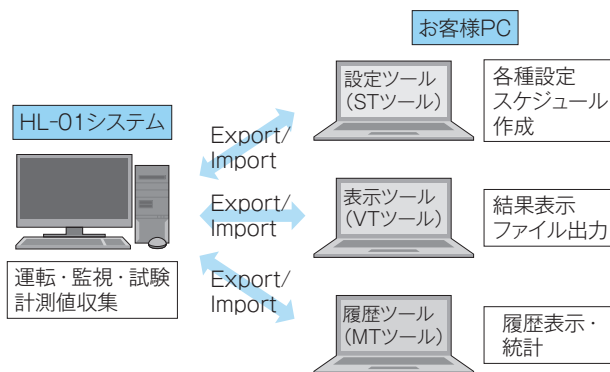 お客様PC
HL-01システム
設定ツール
(STツール)
各種設定
スケジュール
作成
Export/
Import
表示ツール
(VTツール)
結果表示
ファイル出力
Export/
Import
運転・監視・試験
計測値収集
履歴ツール
(MTツール)
履歴表示・
統計
Export/
Import